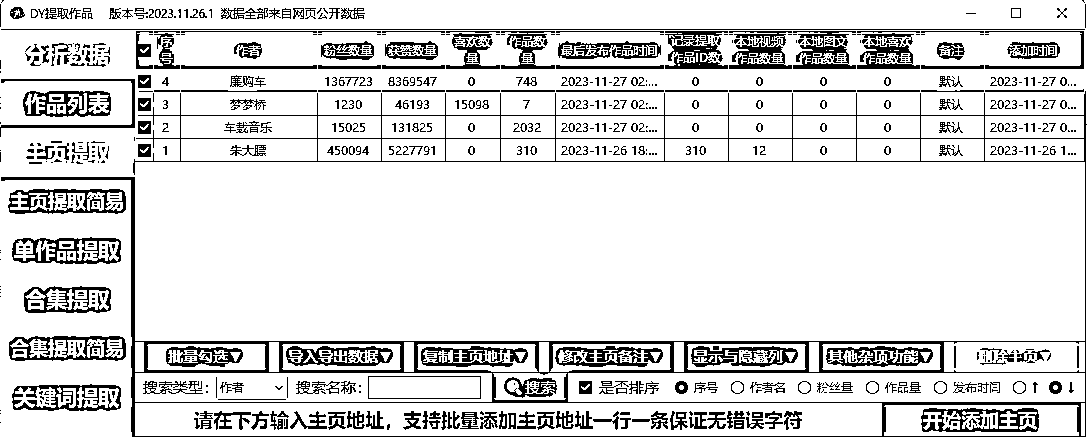 DY提取作品 版本号:2023.11.26.1 数据全部来自网页公开数据
分析数据
作品列表
主页提取
主页提取简易
单作品提取
合集提取
合集提取简易
关键词提取
序号 作者 粉丝数量 获赞数量 喜欢数量 作品数量 最后发布作品时间 记录提取作品ID数 本地视频作品数量 本地图文作品数量 本地喜欢作品数量 备注 添加时间
4 廉购车 1367723 8369547 0 748 2023-11-27 02:... 0 0 0 0 默认 2023-11-27 0...
3 梦梦桥 1230 46193 15098 7 2023-11-27 02:... 0 0 0 0 默认 2023-11-27 0...
2 车载音乐 15025 131825 0 2032 2023-11-27 02:... 0 0 0 0 默认 2023-11-27 0...
1 朱大膘 450094 5227791 0 310 2023-11-26 18:... 310 12 0 0 默认 2023-11-26 1...
批量勾选▼ 导入导出数据▼ 复制主页地址▼ 修改主页备注▼ 显示与隐藏列▼ 其他杂项功能▼ 删除主页▼
搜索类型: 作者 搜索名称: 搜索 是否排序 序号 作者名 粉丝量 作品量 发布时间 ↑ ↓
请在下方输入主页地址，支持批量添加主页地址一行一条保证无错误字符 开始添加主页